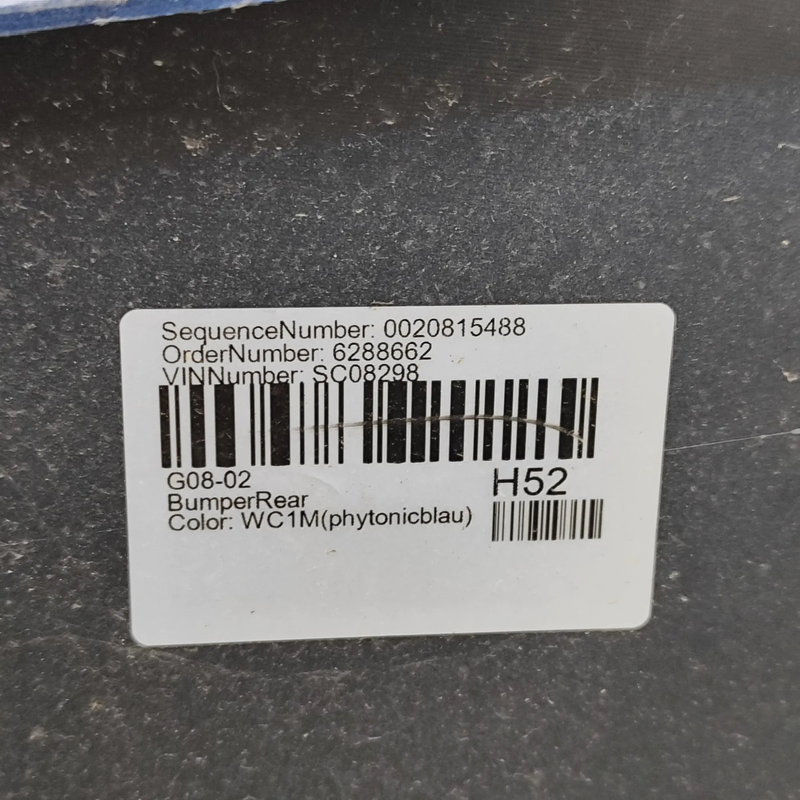 SequenceNumber: 0020815488
OrderNumber: 6288662
VINNumber: SC08298
G08-02
H52
BumperRear
Color: WC1M(phytonicblau)